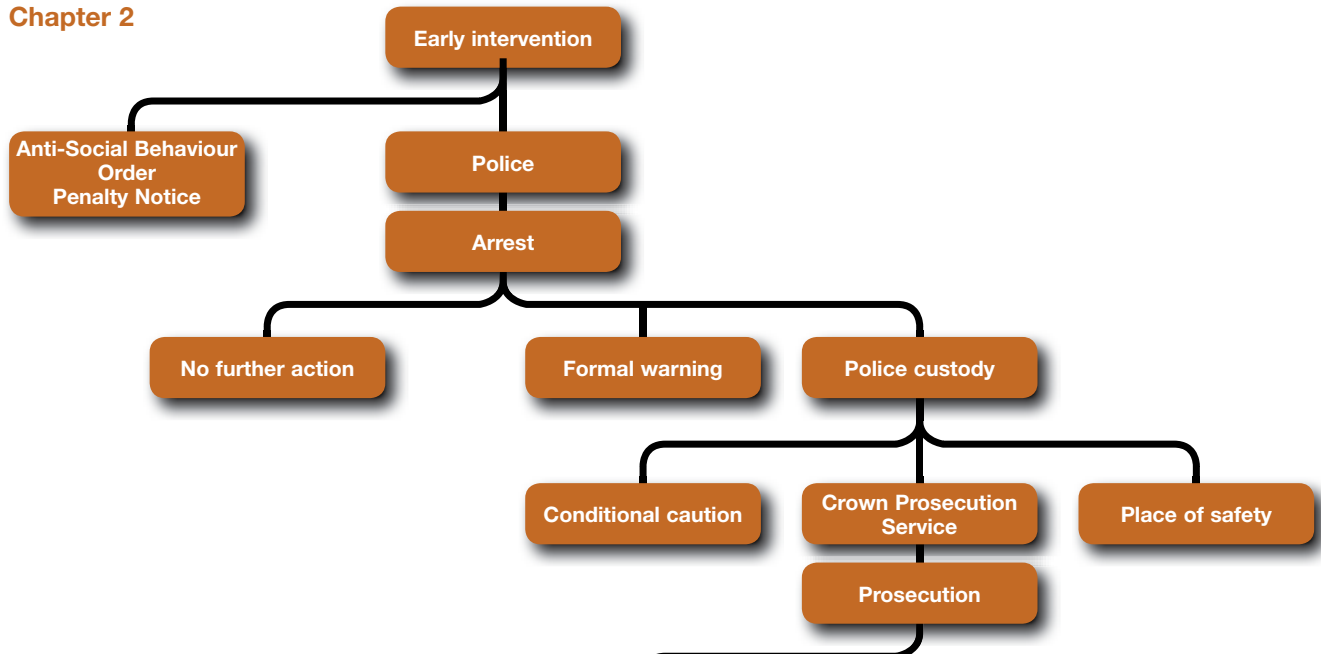 Chapter 2
Early intervention
Anti-Social Behaviour
Order
Penalty Notice
Police
Arrest
No further action
Formal warning
Police custody
Conditional caution
Crown Prosecution
Service
Place of safety
Prosecution